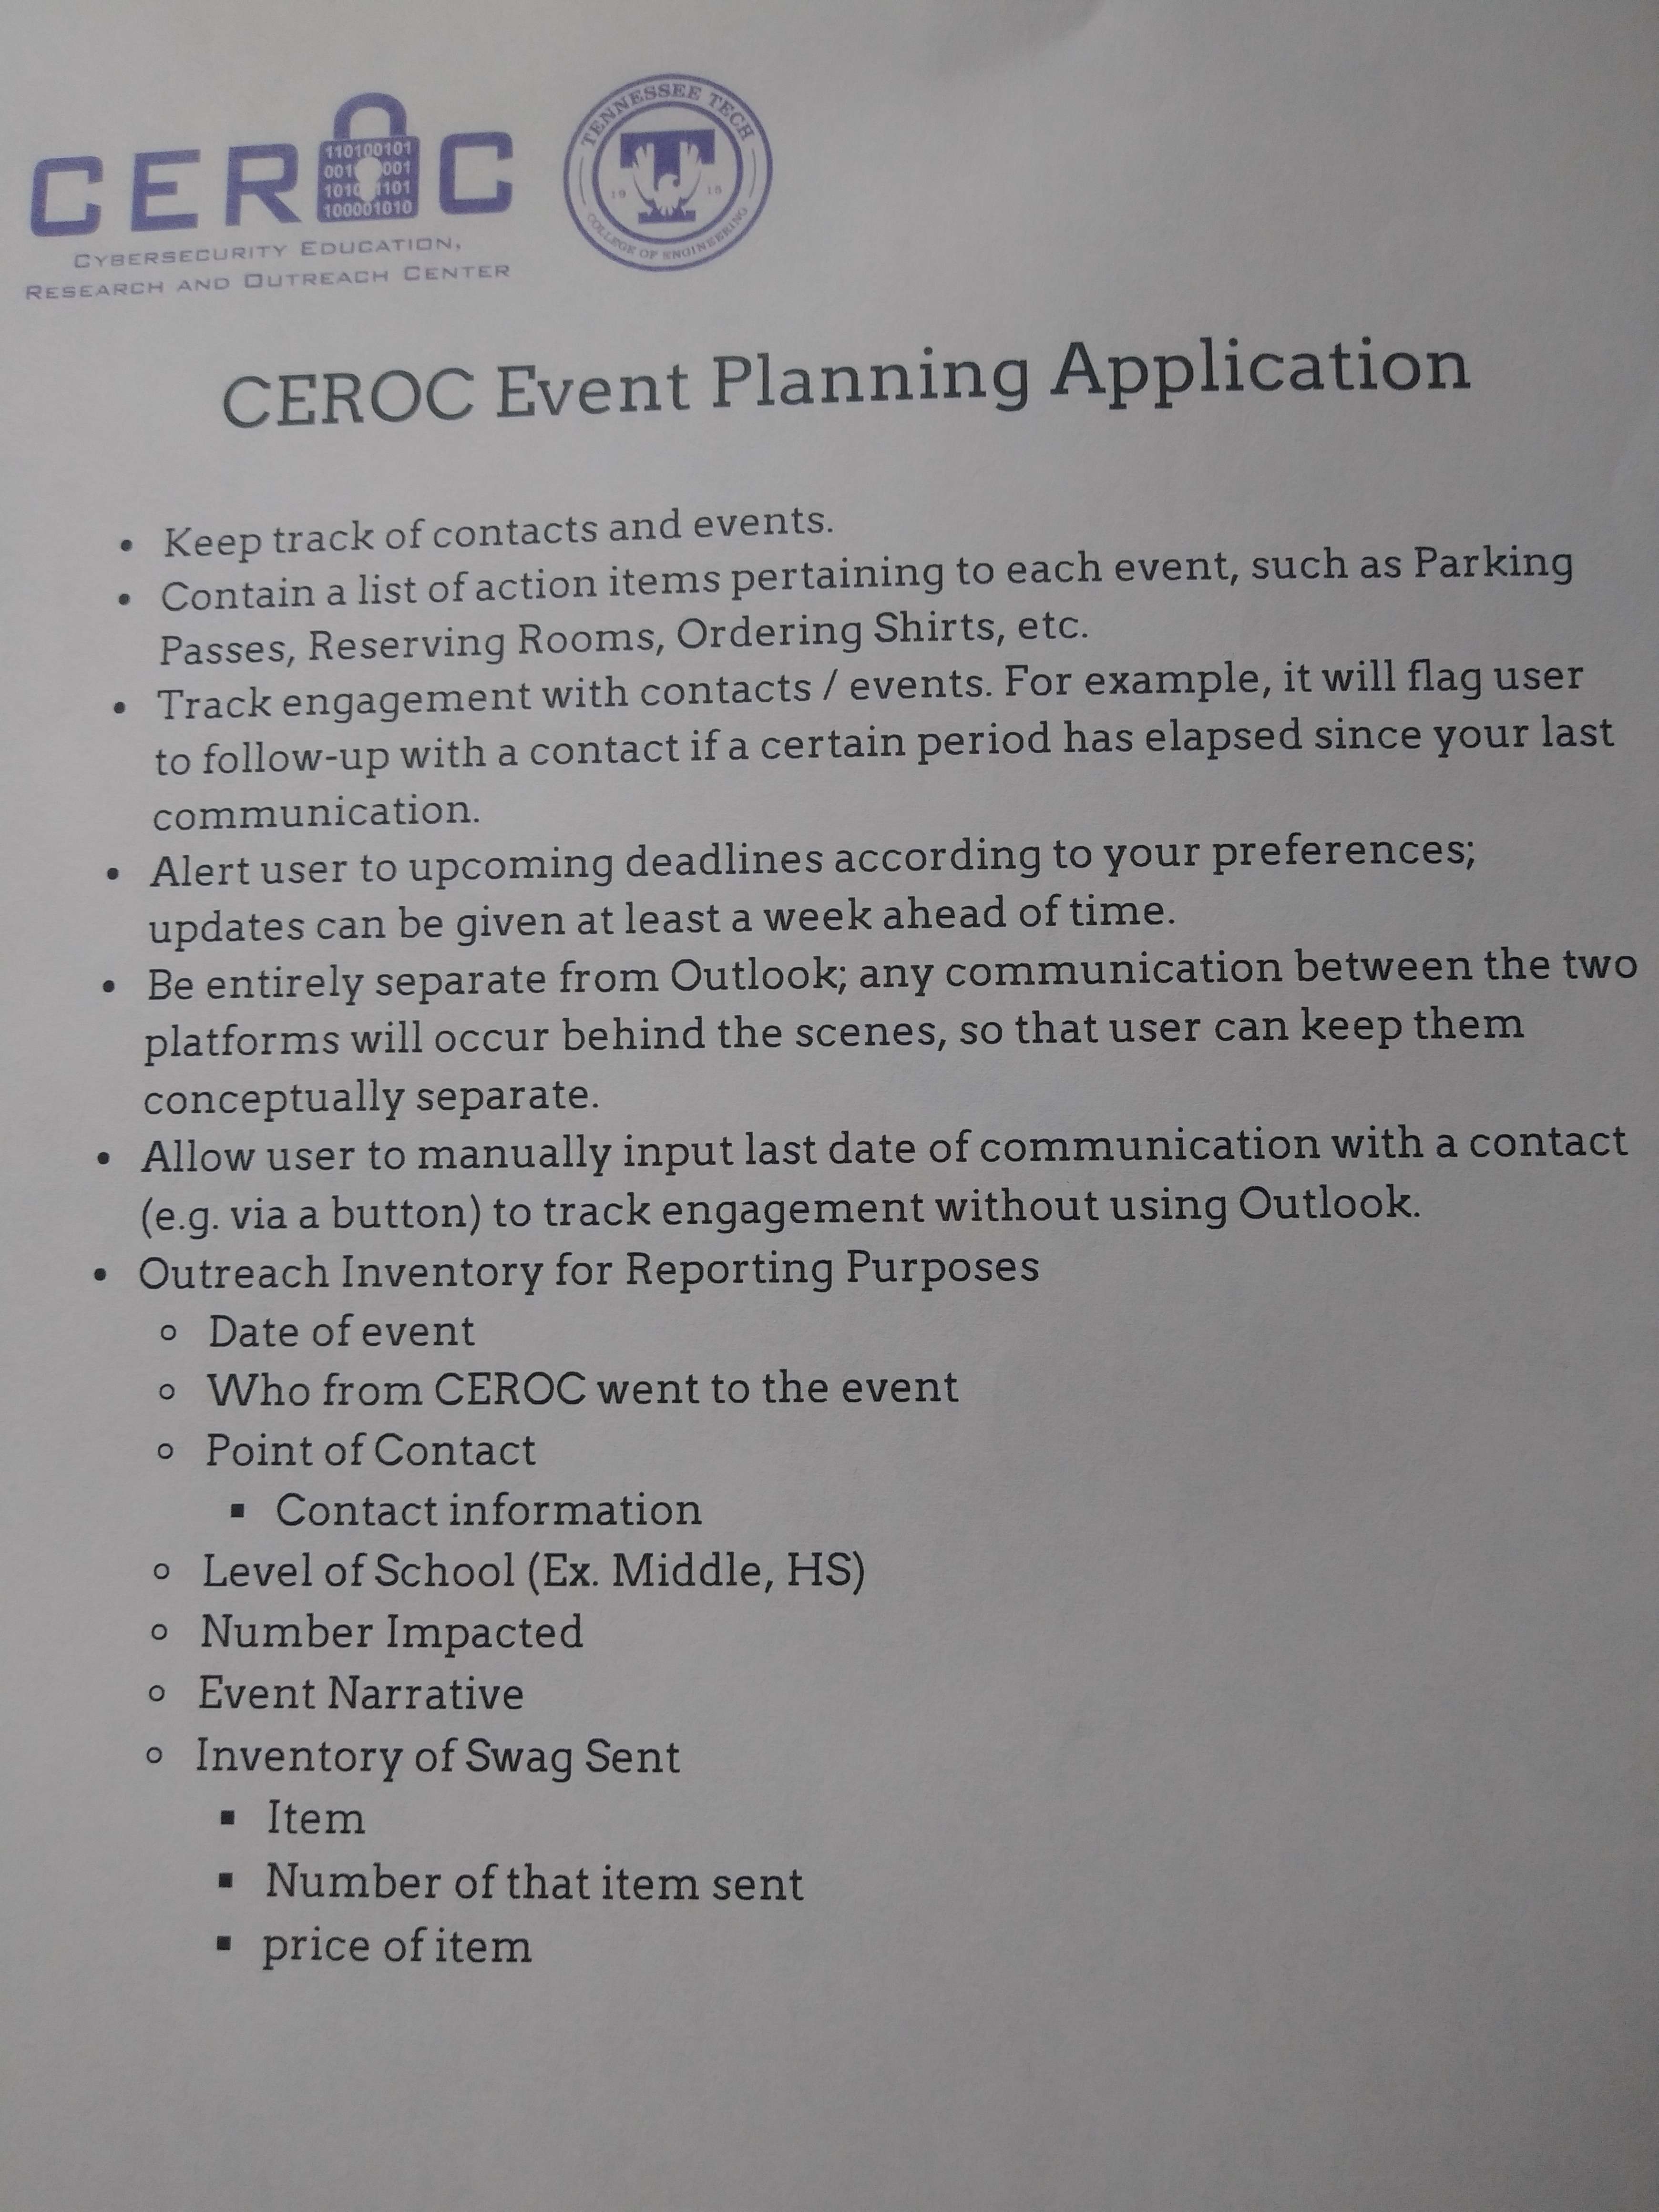 CEROC
110100101
001 001
1010 1101
100001010
CYBERSECURITY EDUCATION,
RESEARCH AND OUTREACH CENTER
TENNESSEE TECH
T
19 15
COLLEGE OF ENGINEERING
CEROC Event Planning Application
• Keep track of contacts and events.
• Contain a list of action items pertaining to each event, such as Parking
Passes, Reserving Rooms, Ordering Shirts, etc.
• Track engagement with contacts / events. For example, it will flag user
to follow-up with a contact if a certain period has elapsed since your last
communication.
• Alert user to upcoming deadlines according to your preferences;
updates can be given at least a week ahead of time.
• Be entirely separate from Outlook; any communication between the two
platforms will occur behind the scenes, so that user can keep them
conceptually separate.
• Allow user to manually input last date of communication with a contact
(e.g. via a button) to track engagement without using Outlook.
• Outreach Inventory for Reporting Purposes
○ Date of event
○ Who from CEROC went to the event
○ Point of Contact
▪ Contact information
○ Level of School (Ex. Middle, HS)
○ Number Impacted
○ Event Narrative
○ Inventory of Swag Sent
▪ Item
▪ Number of that item sent
▪ price of item